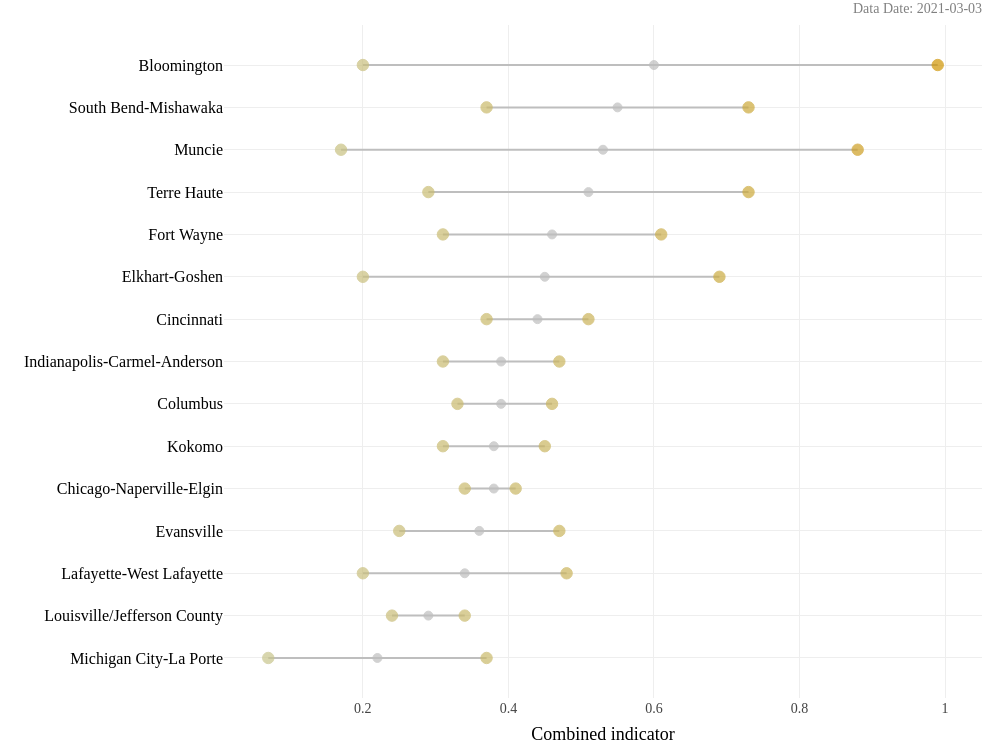 Data Date: 2021-03-03
Bloomington
South Bend-Mishawaka
Muncie
Terre Haute
Fort Wayne
Elkhart-Goshen
Cincinnati
Indianapolis-Carmel-Anderson
Columbus
Kokomo
Chicago-Naperville-Elgin
Evansville
Lafayette-West Lafayette
Louisville/Jefferson County
Michigan City-La Porte
0.2 0.4 0.6 0.8 1
Combined indicator